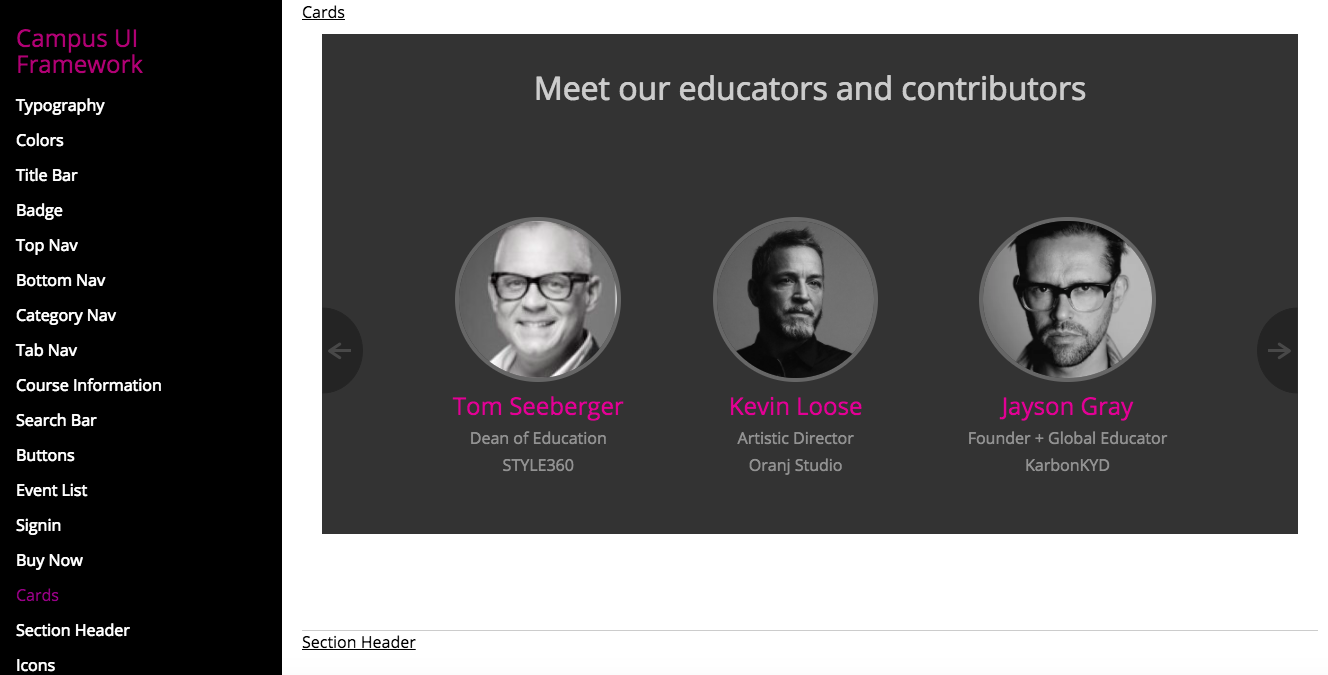 Campus UI
Framework
Typography
Colors
Title Bar
Badge
Top Nav
Bottom Nav
Category Nav
Tab Nav
Course Information
Search Bar
Buttons
Event List
Signin
Buy Now
Cards
Section Header
Icons
Cards
Meet our educators and contributors
Tom Seeberger
Dean of Education
STYLE360
Kevin Loose
Artistic Director
Oranj Studio
Jayson Gray
Founder + Global Educator
KarbonKYD
Section Header